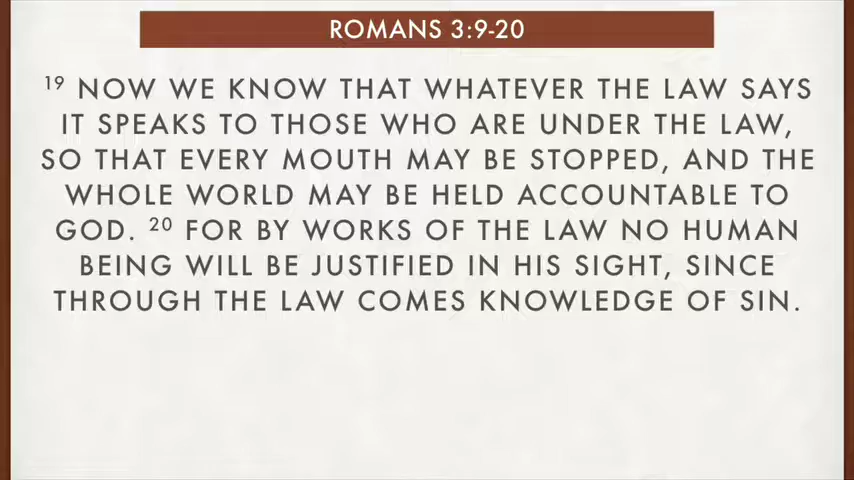 ROMANS 3:9-20
19 NOW WE KNOW THAT WHATEVER THE LAW SAYS
IT SPEAKS TO THOSE WHO ARE UNDER THE LAW,
SO THAT EVERY MOUTH MAY BE STOPPED, AND THE
WHOLE WORLD MAY BE HELD ACCOUNTABLE TO
GOD. 20 FOR BY WORKS OF THE LAW NO HUMAN
BEING WILL BE JUSTIFIED IN HIS SIGHT, SINCE
THROUGH THE LAW COMES KNOWLEDGE OF SIN.